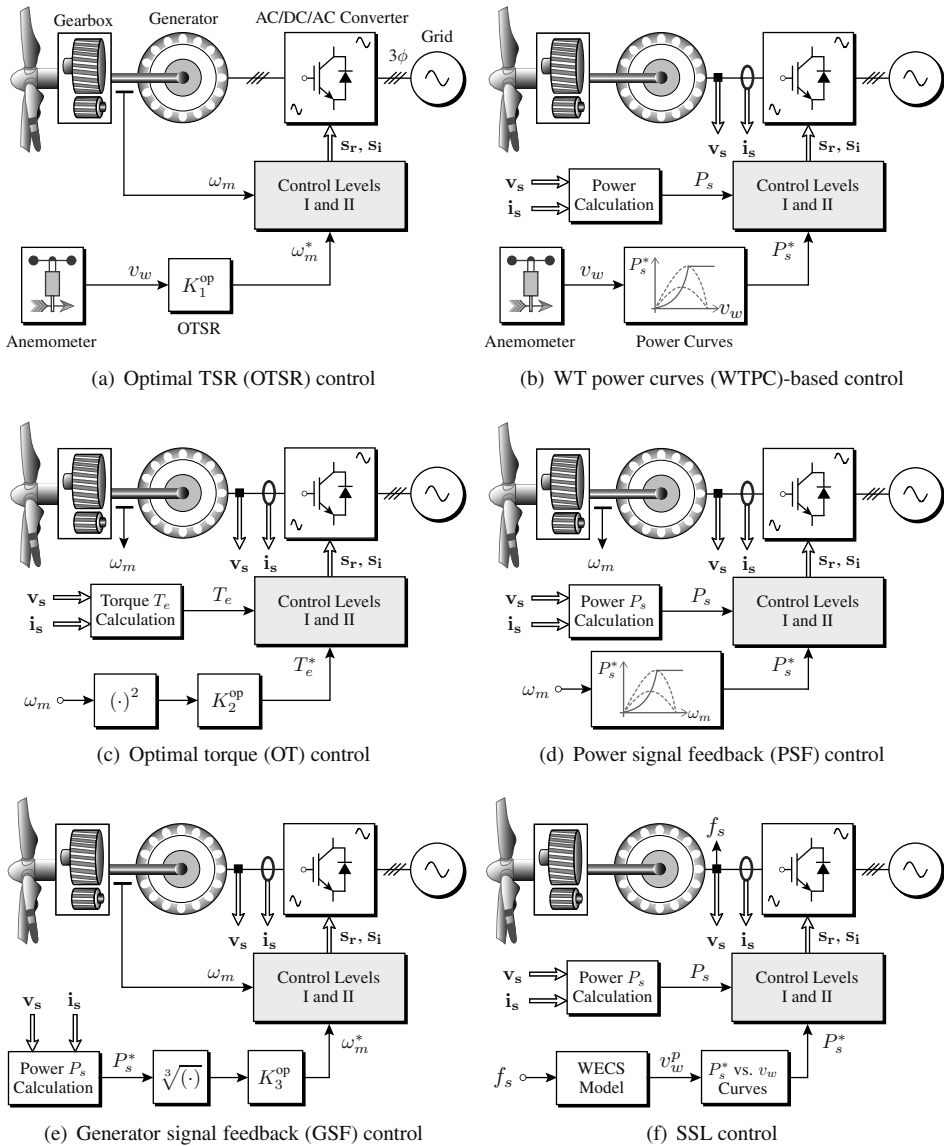 Gearbox Generator AC/DC/AC Converter Grid
3ϕ
s_r, s_i
ω_m
Control Levels
I and II
ω_m^*
v_w
K_1^op
Anemometer
OTSR
(a) Optimal TSR (OTSR) control
v_s i_s
s_r, s_i
v_s
i_s
Power
Calculation
P_s
Control Levels
I and II
P_s^*
v_w
P_s^*
v_w
Anemometer
Power Curves
(b) WT power curves (WTPC)-based control
ω_m
v_s i_s
s_r, s_i
v_s
i_s
Torque T_e
Calculation
T_e
Control Levels
I and II
T_e^*
ω_m
(·)^2
K_2^op
(c) Optimal torque (OT) control
ω_m
v_s i_s
s_r, s_i
v_s
i_s
Power P_s
Calculation
P_s
Control Levels
I and II
P_s^*
ω_m
P_s^*
ω_m
(d) Power signal feedback (PSF) control
v_s i_s
s_r, s_i
ω_m
Control Levels
I and II
ω_m^*
v_s i_s
Power P_s
Calculation
P_s^*
∛(·)
K_3^op
(e) Generator signal feedback (GSF) control
f_s
v_s i_s
s_r, s_i
v_s
i_s
Power P_s
Calculation
P_s
Control Levels
I and II
P_s^*
f_s
WECS
Model
v_w^p
P_s^* vs. v_w
Curves
(f) SSL control